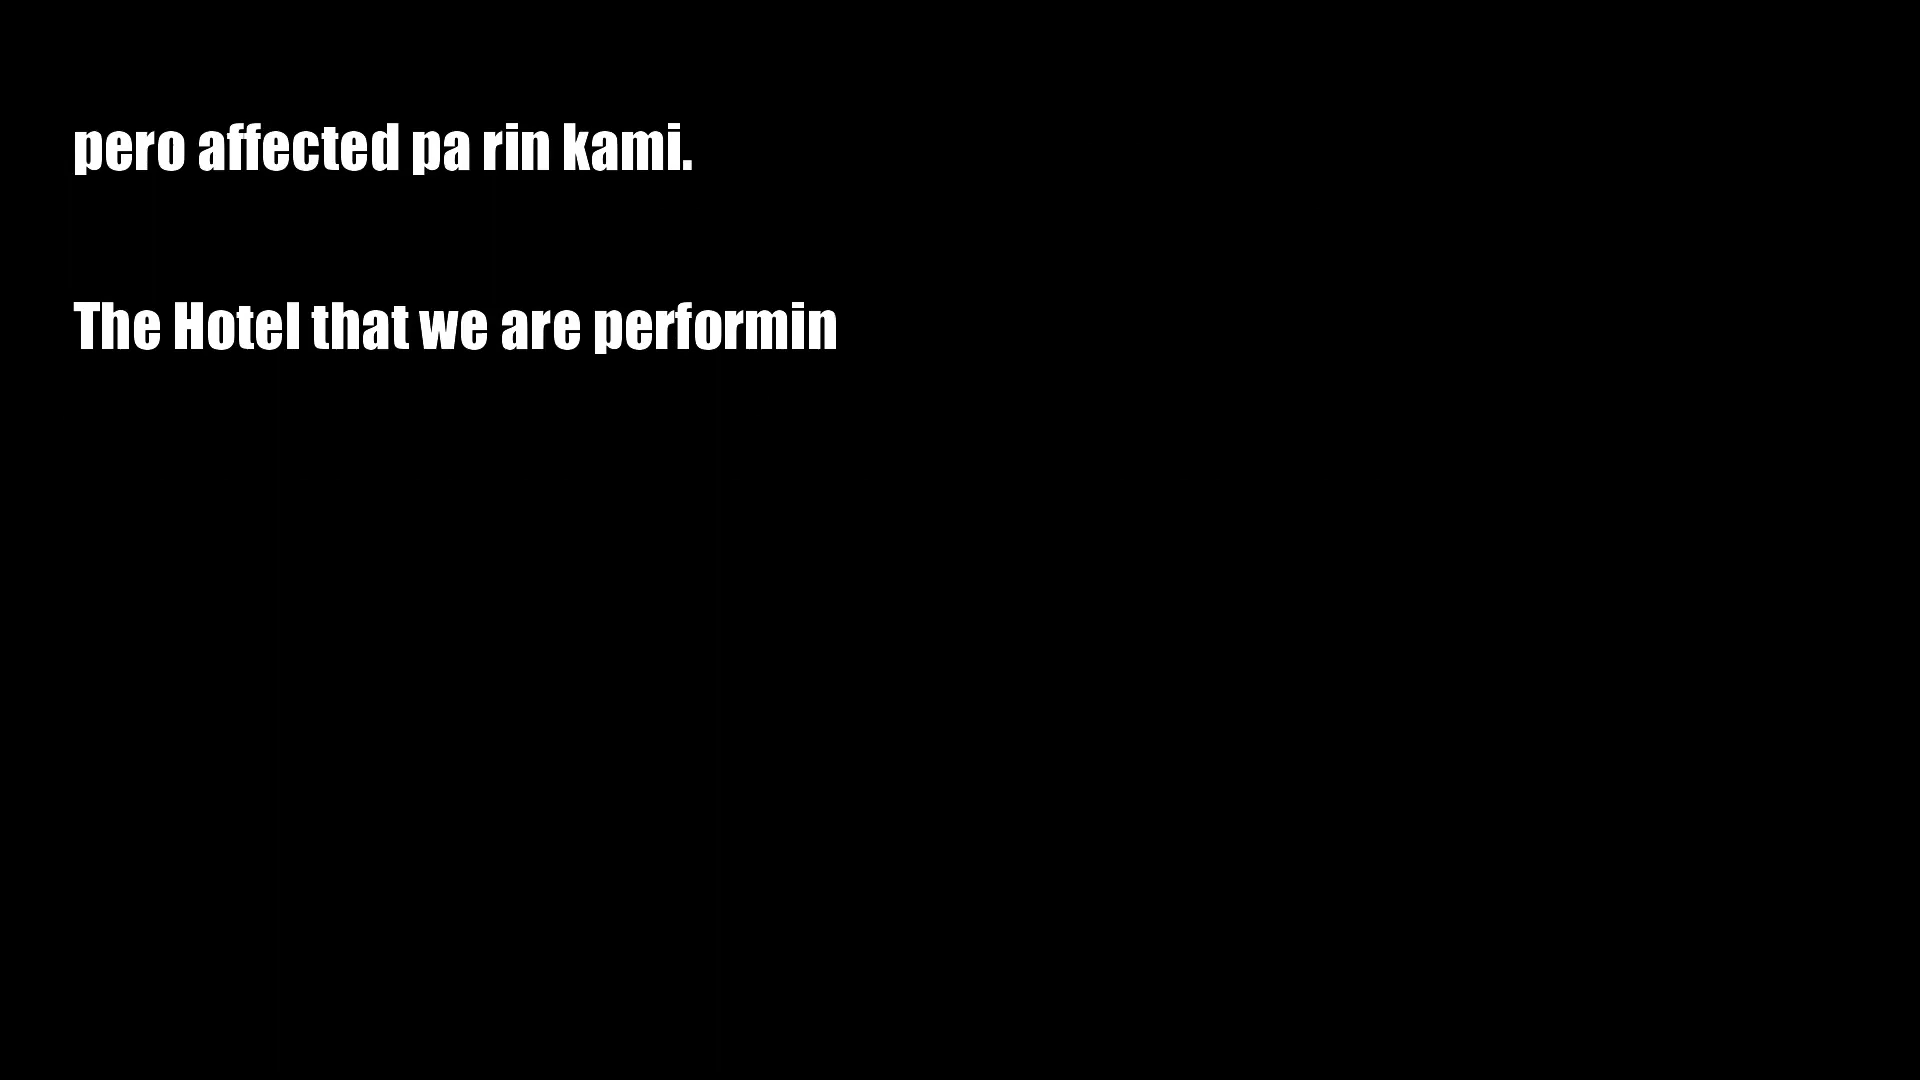 pero affected pa rin kami.
The Hotel that we are performin